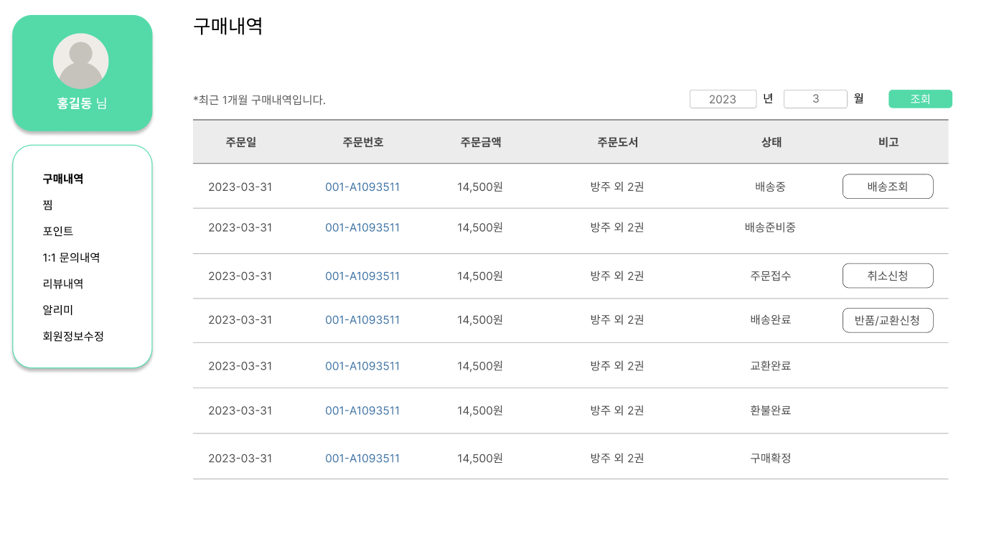 홍길동 님
구매내역
찜
포인트
1:1 문의내역
리뷰내역
알리미
회원정보수정
구매내역
*최근 1개월 구매내역입니다.
2023 년 3 월 조회
주문일 주문번호 주문금액 주문도서 상태 비고
2023-03-31 001-A1093511 14,500원 방주 외 2권 배송중 배송조회
2023-03-31 001-A1093511 14,500원 방주 외 2권 배송준비중
2023-03-31 001-A1093511 14,500원 방주 외 2권 주문접수 취소신청
2023-03-31 001-A1093511 14,500원 방주 외 2권 배송완료 반품/교환신청
2023-03-31 001-A1093511 14,500원 방주 외 2권 교환완료
2023-03-31 001-A1093511 14,500원 방주 외 2권 환불완료
2023-03-31 001-A1093511 14,500원 방주 외 2권 구매확정